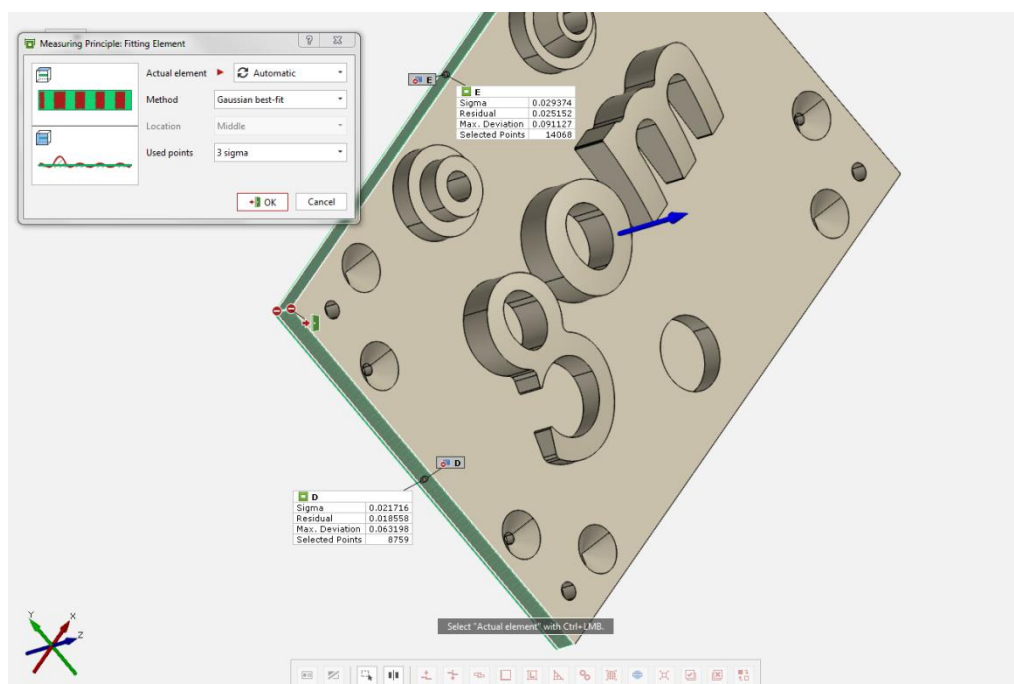 Measuring Principle: Fitting Element
Actual element Automatic
Method Gaussian best-fit
Location Middle
Used points 3 sigma
OK Cancel
E
E
Sigma 0.029374
Residual 0.025152
Max. Deviation 0.091127
Selected Points 14068
gom
D
D
Sigma 0.021716
Residual 0.018558
Max. Deviation 0.063198
Selected Points 8759
Y X
Z
Select "Actual element" with Ctrl+LMB.